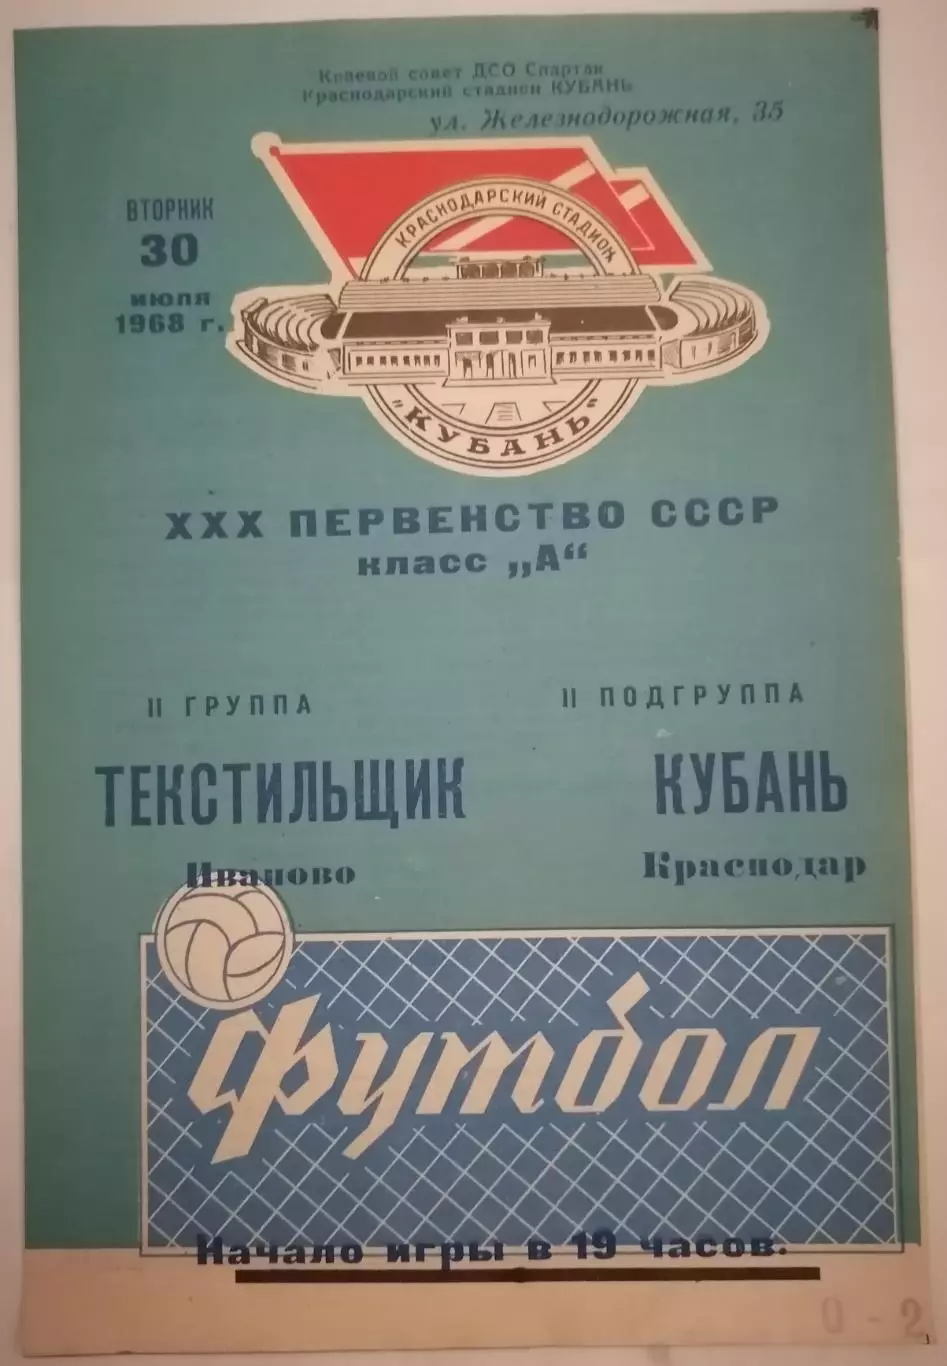 Краевой совет ДСО Спартак
Краснодарский стадион КУБАНЬ
ул. Железнодорожная, 35
ВТОРНИК
30
июля
1968 г.
КРАСНОДАРСКИЙ СТАДИОН
„КУБАНЬ“
XXX ПЕРВЕНСТВО СССР
класс „А“
II ГРУППА
II ПОДГРУППА
ТЕКСТИЛЬЩИК
КУБАНЬ
Иваново
Краснодар
Футбол
Начало игры в 19 часов.
0 - 2